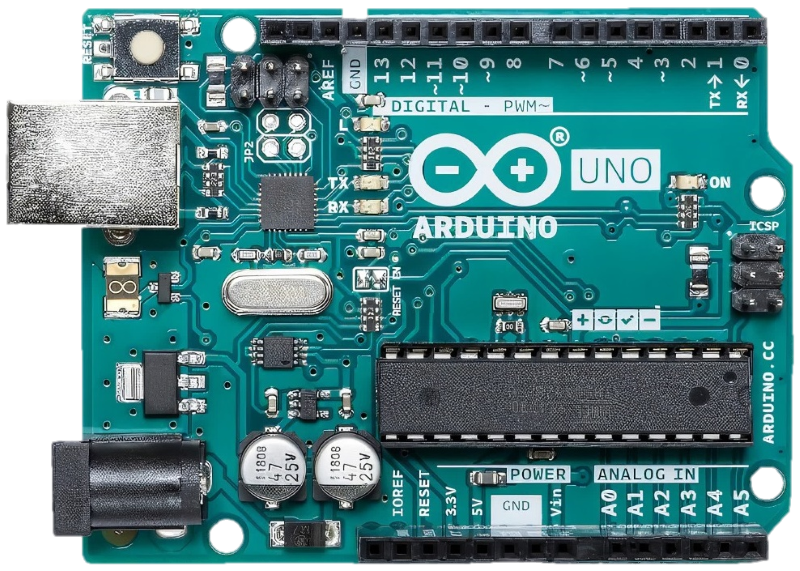 RESET
AREF
GND
13
12
~11
~10
~9
8
7
~6
~5
4
~3
2
TX→1
RX←0
DIGITAL - PWM~
JP2
L
TX
RX
®
UNO
ARDUINO
ON
ICSP
RESET EN
8
ARDUINO.CC
1808
47
25V
1808
47
25V
IOREF
RESET
3.3V
5V
GND
Vin
POWER
ANALOG IN
A0
A1
A2
A3
A4
A5